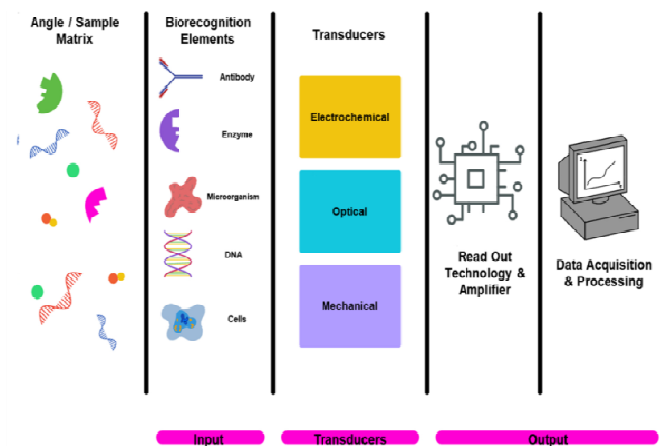 Angle / Sample
Matrix
Biorecognition
Elements
Transducers
Antibody
Enzyme
Microorganism
DNA
Cells
Electrochemical
Optical
Mechanical
Read Out
Technology &
Amplifier
Data Acquisition
& Processing
Input
Transducers
Output